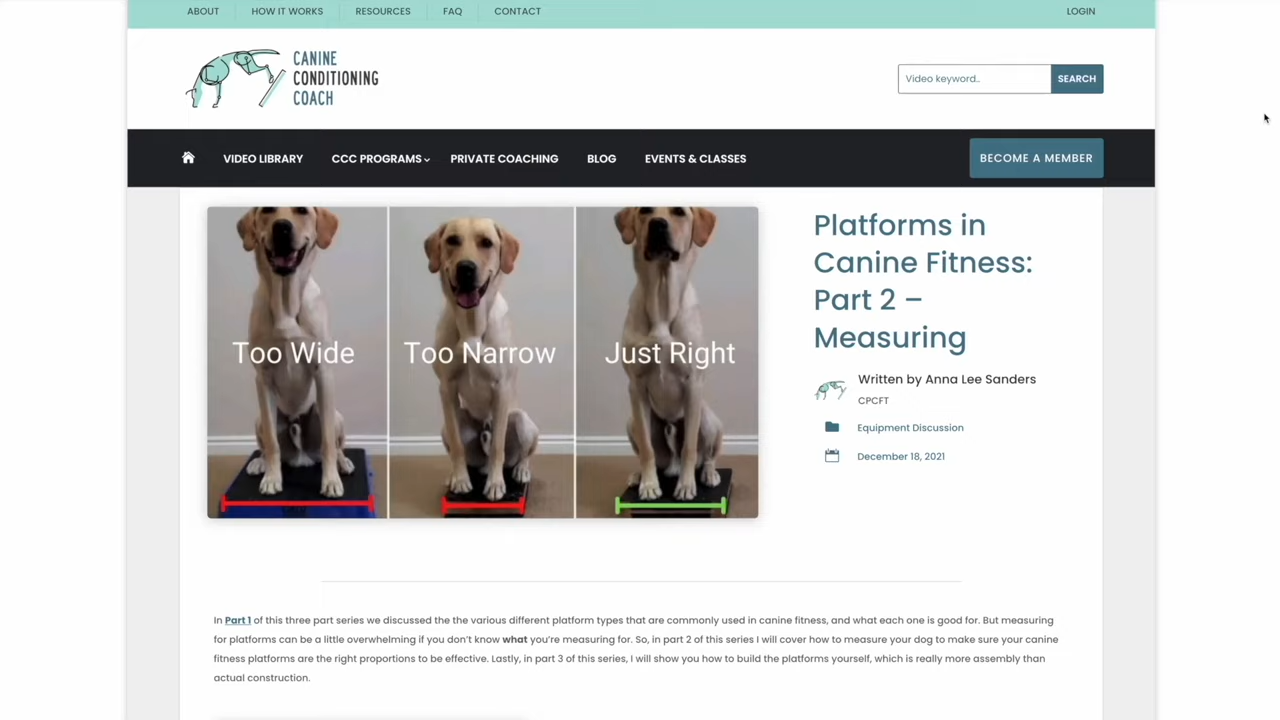 ABOUT
HOW IT WORKS
RESOURCES
FAQ
CONTACT
LOGIN
CANINE
CONDITIONING
COACH
Video keyword..
SEARCH
VIDEO LIBRARY
CCC PROGRAMS
PRIVATE COACHING
BLOG
EVENTS & CLASSES
BECOME A MEMBER
Too Wide
Too Narrow
Just Right
Platforms in
Canine Fitness:
Part 2 –
Measuring
Written by Anna Lee Sanders
CPCFT
Equipment Discussion
December 18, 2021
In Part 1 of this three part series we discussed the the various different platform types that are commonly used in canine fitness, and what each one is good for. But measuring
for platforms can be a little overwhelming if you don't know what you're measuring for. So, in part 2 of this series I will cover how to measure your dog to make sure your canine
fitness platforms are the right proportions to be effective. Lastly, in part 3 of this series, I will show you how to build the platforms yourself, which is really more assembly than
actual construction.